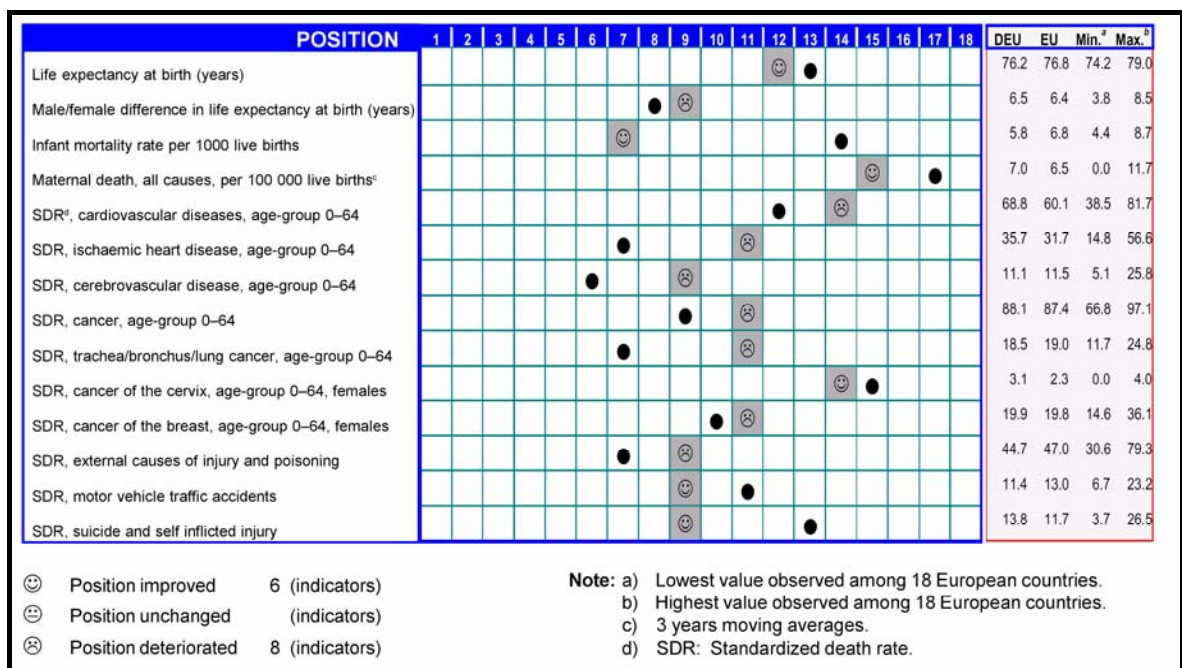 POSITION 1 2 3 4 5 6 7 8 9 10 11 12 13 14 15 16 17 18 DEU EU Min.a Max.b
Life expectancy at birth (years) 76.2 76.8 74.2 79.0
Male/female difference in life expectancy at birth (years) 6.5 6.4 3.8 8.5
Infant mortality rate per 1000 live births 5.8 6.8 4.4 8.7
Maternal death, all causes, per 100 000 live birthsc 7.0 6.5 0.0 11.7
SDRd, cardiovascular diseases, age-group 0–64 68.8 60.1 38.5 81.7
SDR, ischaemic heart disease, age-group 0–64 35.7 31.7 14.8 56.6
SDR, cerebrovascular disease, age-group 0–64 11.1 11.5 5.1 25.8
SDR, cancer, age-group 0–64 88.1 87.4 66.8 97.1
SDR, trachea/bronchus/lung cancer, age-group 0–64 18.5 19.0 11.7 24.8
SDR, cancer of the cervix, age-group 0–64, females 3.1 2.3 0.0 4.0
SDR, cancer of the breast, age-group 0–64, females 19.9 19.8 14.6 36.1
SDR, external causes of injury and poisoning 44.7 47.0 30.6 79.3
SDR, motor vehicle traffic accidents 11.4 13.0 6.7 23.2
SDR, suicide and self inflicted injury 13.8 11.7 3.7 26.5
Position improved 6 (indicators)
Position unchanged (indicators)
Position deteriorated 8 (indicators)
Note: a) Lowest value observed among 18 European countries.
b) Highest value observed among 18 European countries.
c) 3 years moving averages.
d) SDR: Standardized death rate.